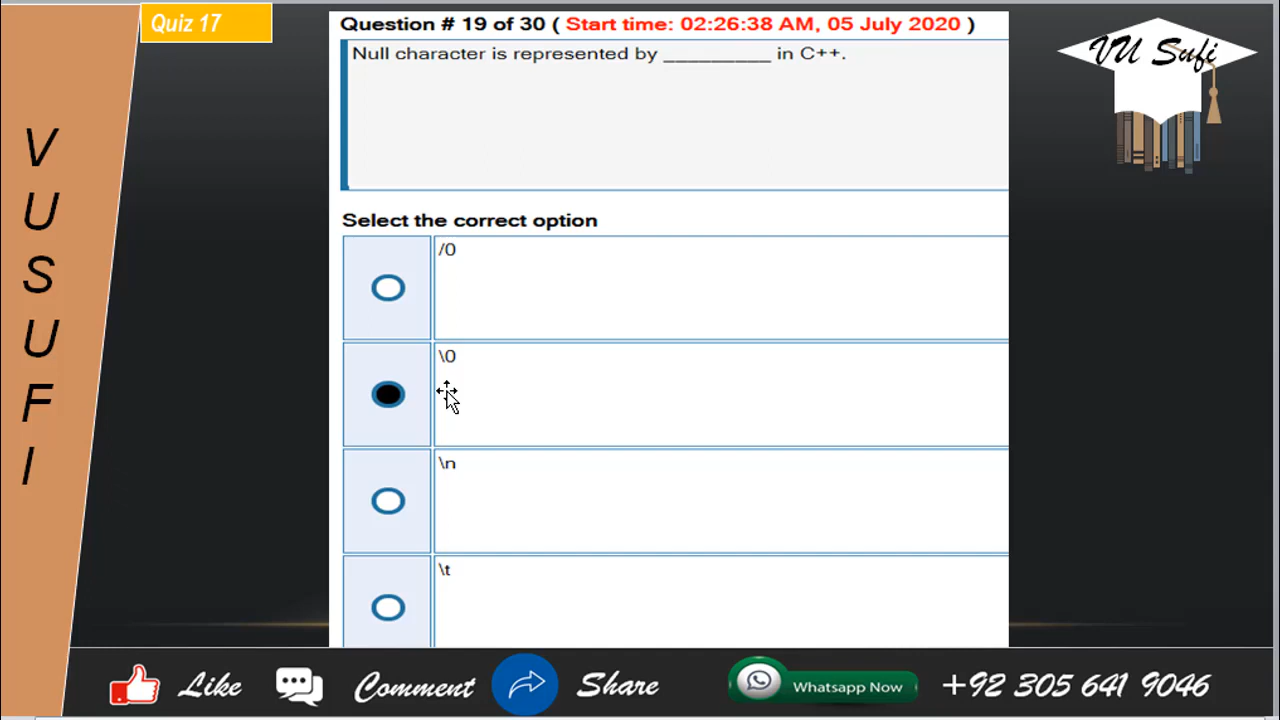 Quiz 17
Question # 19 of 30 ( Start time: 02:26:38 AM, 05 July 2020 )
VU Sufi
Null character is represented by __________ in C++.
V
U
S
U
F
I
Select the correct option
/0
\0
\n
\t
Like
Comment
Share
Whatsapp Now
+92 305 641 9046